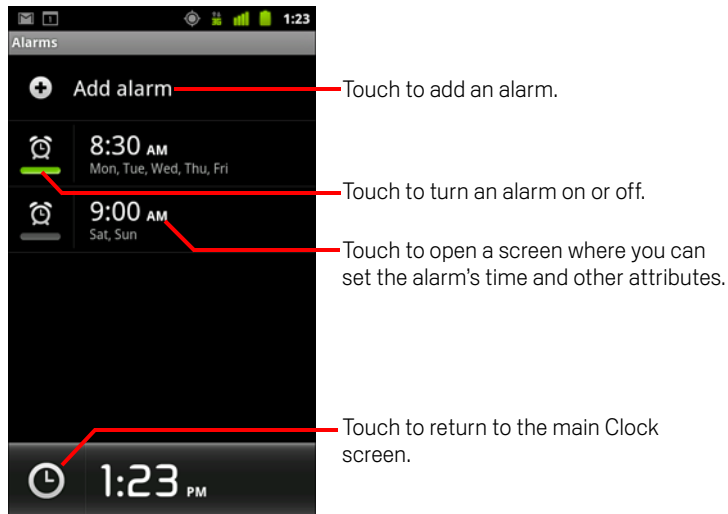 1
3G
1:23
Alarms
Add alarm
Touch to add an alarm.
8:30 AM
Mon, Tue, Wed, Thu, Fri
Touch to turn an alarm on or off.
9:00 AM
Sat, Sun
Touch to open a screen where you can
set the alarm’s time and other attributes.
Touch to return to the main Clock
screen.
1:23 PM